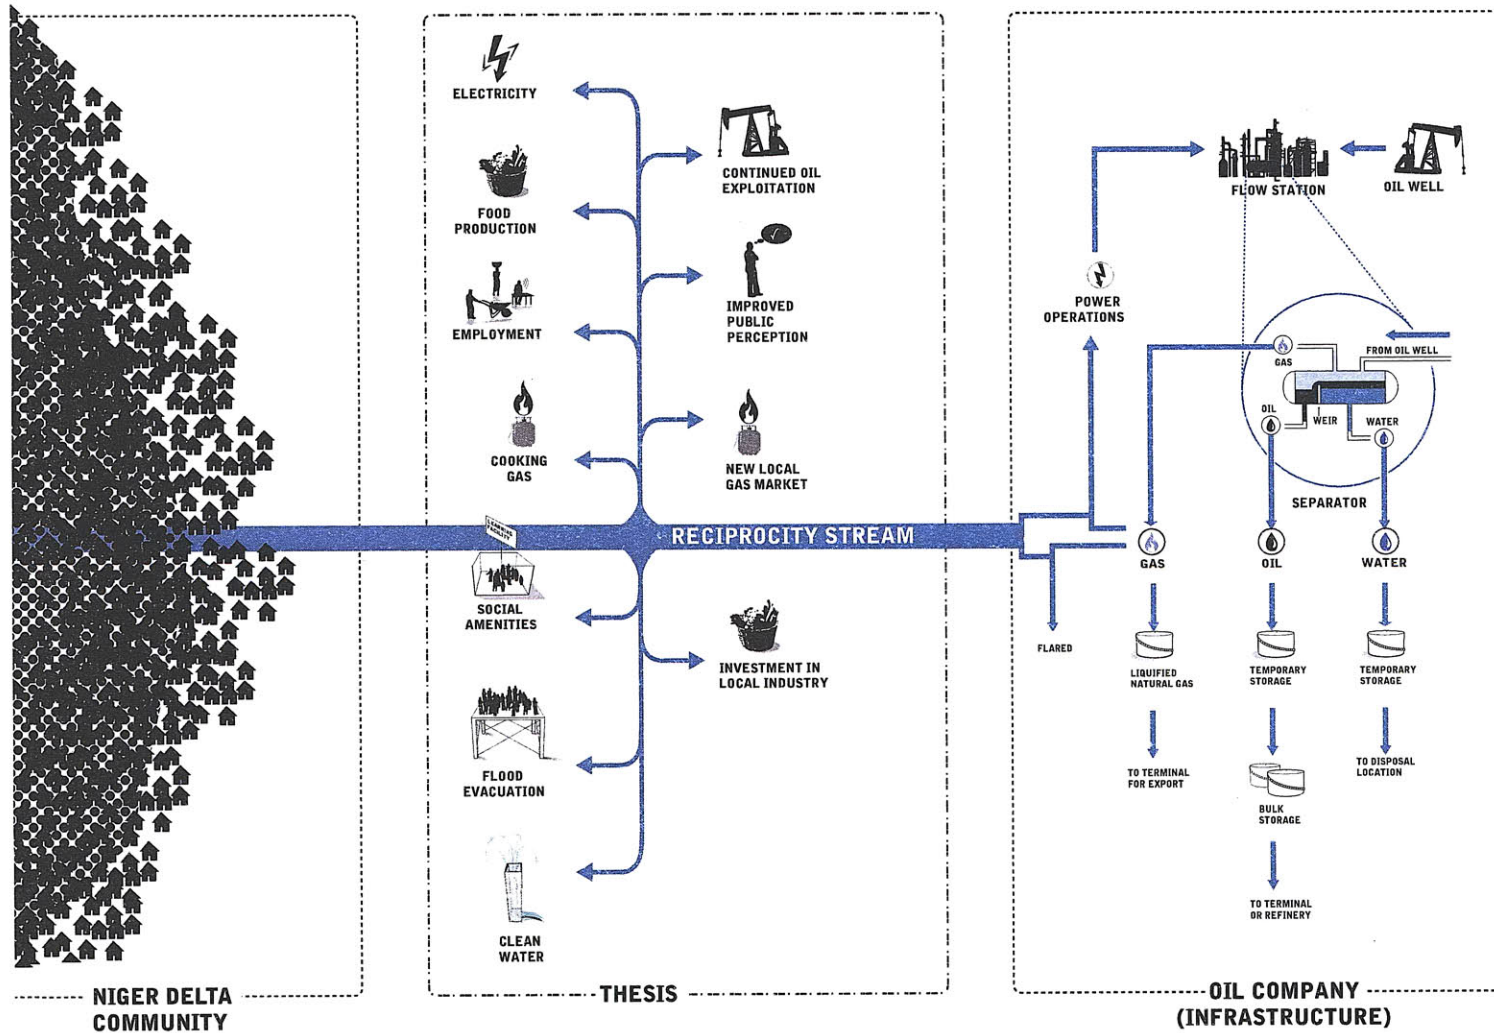 ELECTRICITY
FOOD
PRODUCTION
EMPLOYMENT
COOKING
GAS
LEARNING
FACILITY
SOCIAL
AMENITIES
FLOOD
EVACUATION
CLEAN
WATER
CONTINUED OIL
EXPLOITATION
IMPROVED
PUBLIC
PERCEPTION
NEW LOCAL
GAS MARKET
RECIPROCITY STREAM
INVESTMENT IN
LOCAL INDUSTRY
FLOW STATION
OIL WELL
POWER
OPERATIONS
FROM OIL WELL
GAS
OIL
WEIR
WATER
SEPARATOR
GAS
OIL
WATER
FLARED
LIQUIFIED
NATURAL GAS
TEMPORARY
STORAGE
TEMPORARY
STORAGE
TO TERMINAL
FOR EXPORT
BULK
STORAGE
TO DISPOSAL
LOCATION
TO TERMINAL
OR REFINERY
NIGER DELTA
COMMUNITY
THESIS
OIL COMPANY
(INFRASTRUCTURE)